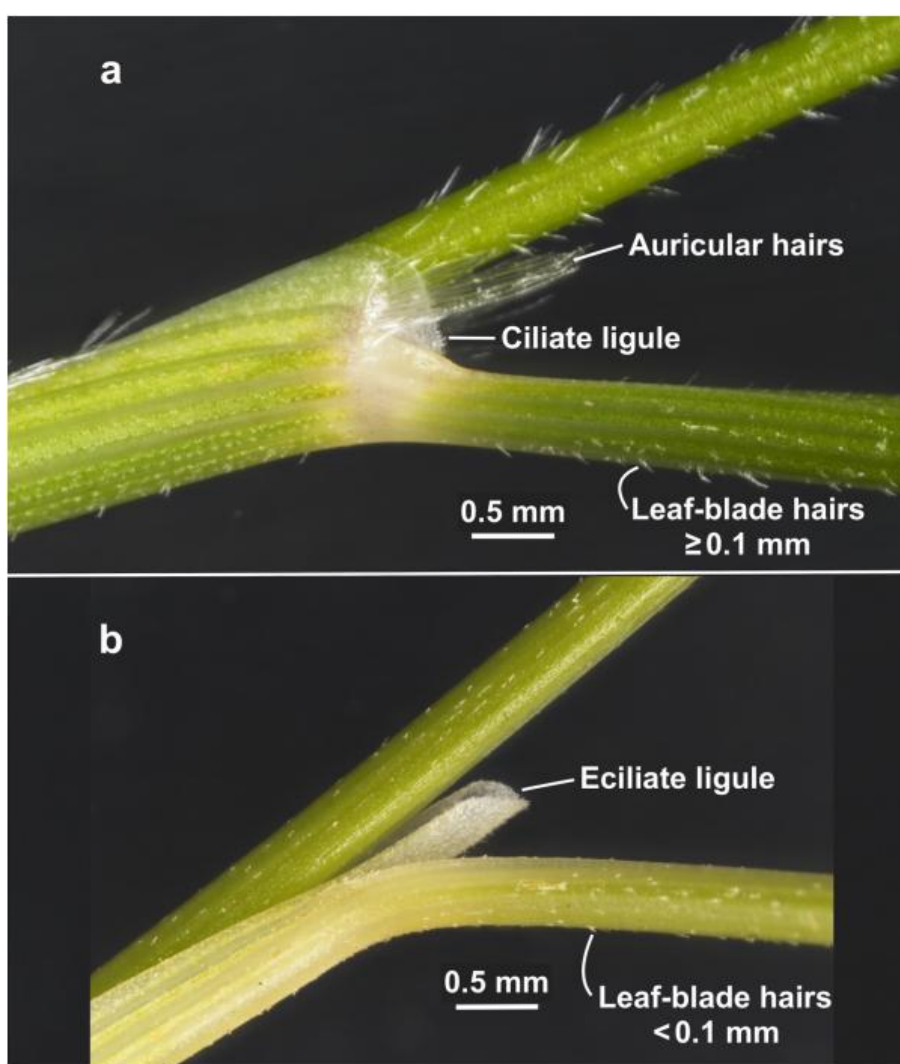 a
Auricular hairs
Ciliate ligule
0.5 mm
Leaf-blade hairs
≥0.1 mm
b
Eciliate ligule
0.5 mm
Leaf-blade hairs
<0.1 mm